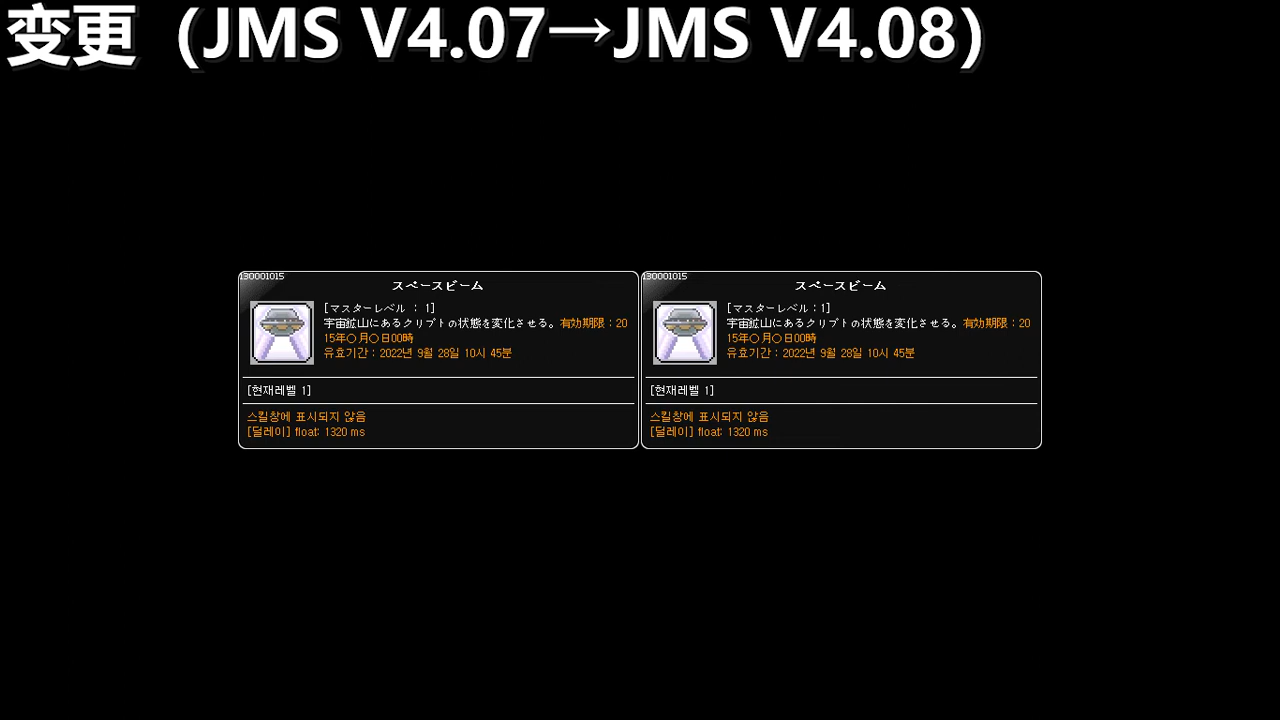 变更（JMS V4.07→JMS V4.08）
130001015
スペースビーム
[マスターレベル : 1]
宇宙鉱山にあるクリプトの状態を変化させる。有効期限：20
15年○月○日00時
유효기간 : 2022년 9월 28일 10시 45분
[현재레벨 1]
스킬창에 표시되지 않음
[딜레이] float: 1320 ms
130001015
スペースビーム
[マスターレベル：1]
宇宙鉱山にあるクリプトの状態を変化させる。有効期限：20
15年○月○日00時
유효기간 : 2022년 9월 28일 10시 45분
[현재레벨 1]
스킬창에 표시되지 않음
[딜레이] float: 1320 ms